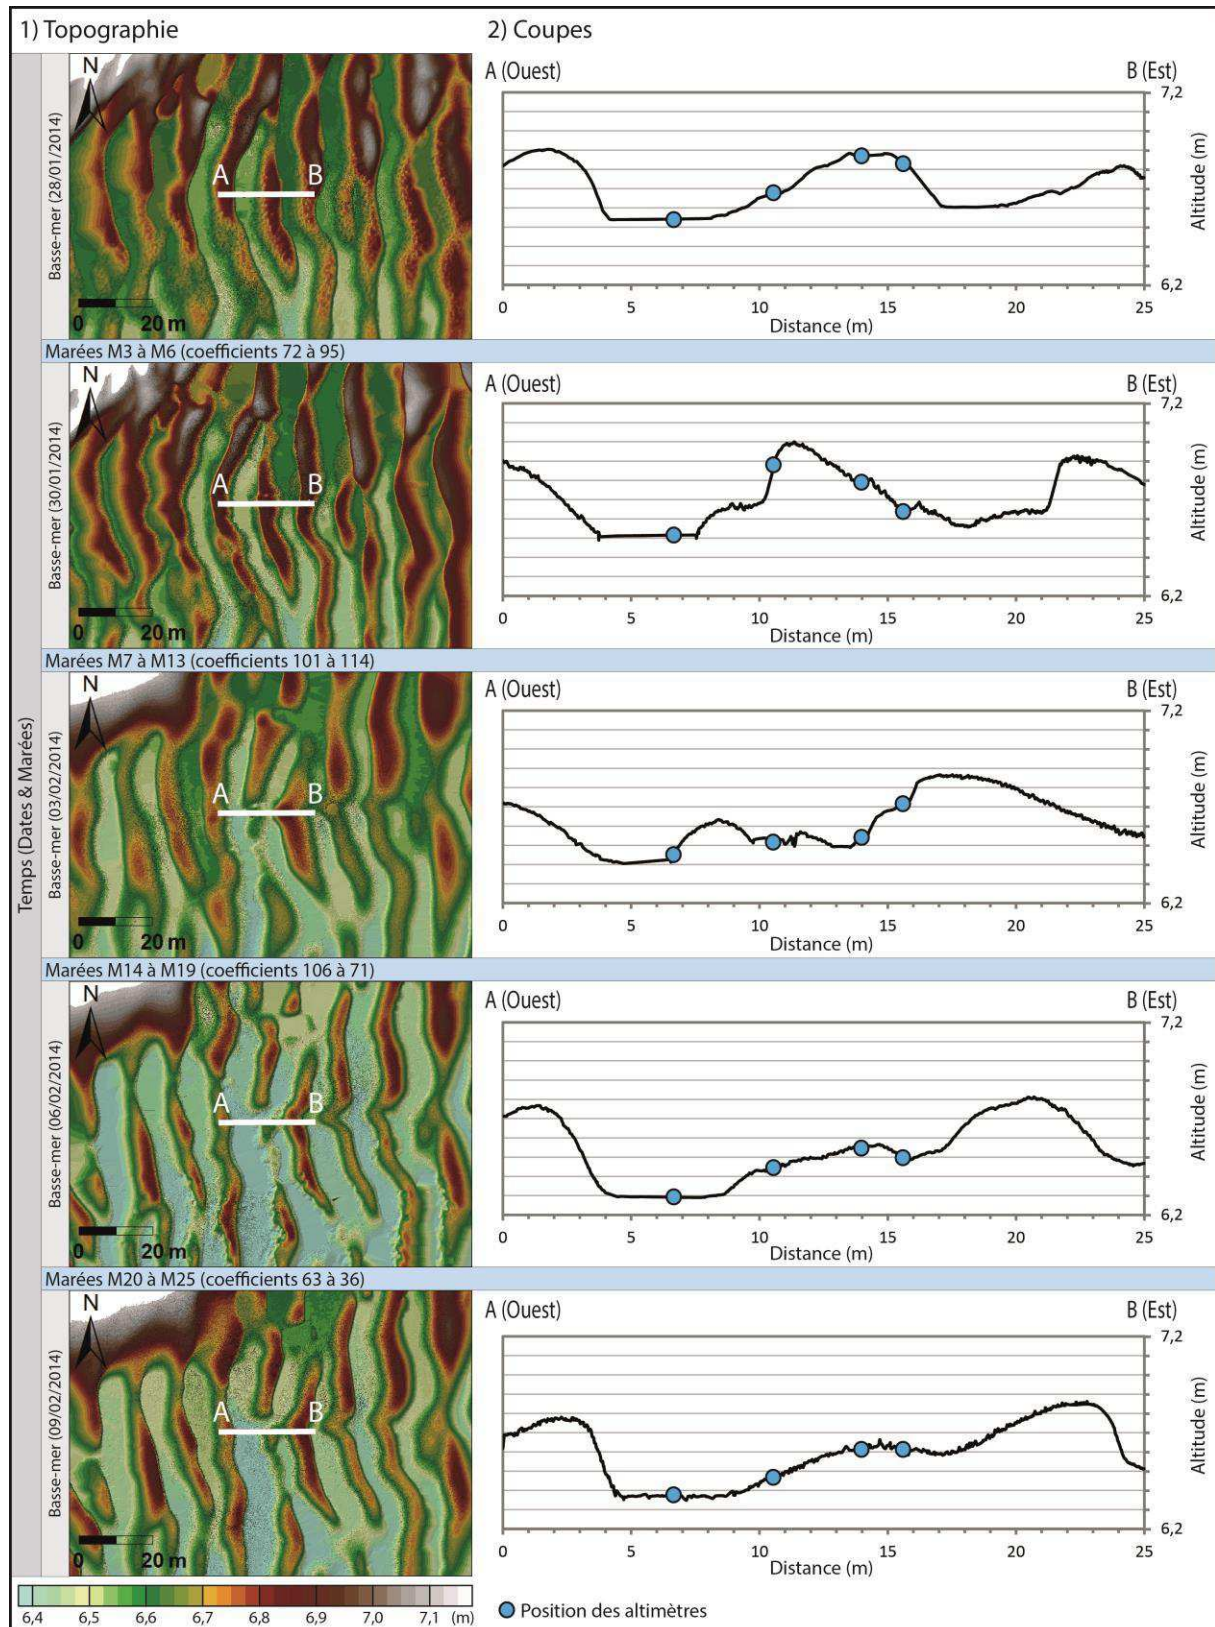 1) Topographie
2) Coupes
Temps (Dates & Marées)
Basse-mer (28/01/2014)
N
A
B
0 20 m
A (Ouest)
B (Est)
7,2
Altitude (m)
6,2
0 5 10 15 20 25
Distance (m)
Marées M3 à M6 (coefficients 72 à 95)
Basse-mer (30/01/2014)
N
A
B
0 20 m
A (Ouest)
B (Est)
7,2
Altitude (m)
6,2
0 5 10 15 20 25
Distance (m)
Marées M7 à M13 (coefficients 101 à 114)
Basse-mer (03/02/2014)
N
A
B
0 20 m
A (Ouest)
B (Est)
7,2
Altitude (m)
6,2
0 5 10 15 20 25
Distance (m)
Marées M14 à M19 (coefficients 106 à 71)
Basse-mer (06/02/2014)
N
A
B
0 20 m
A (Ouest)
B (Est)
7,2
Altitude (m)
6,2
0 5 10 15 20 25
Distance (m)
Marées M20 à M25 (coefficients 63 à 36)
Basse-mer (09/02/2014)
N
A
B
0 20 m
A (Ouest)
B (Est)
7,2
Altitude (m)
6,2
0 5 10 15 20 25
Distance (m)
6,4 6,5 6,6 6,7 6,8 6,9 7,0 7,1 (m)
Position des altimètres